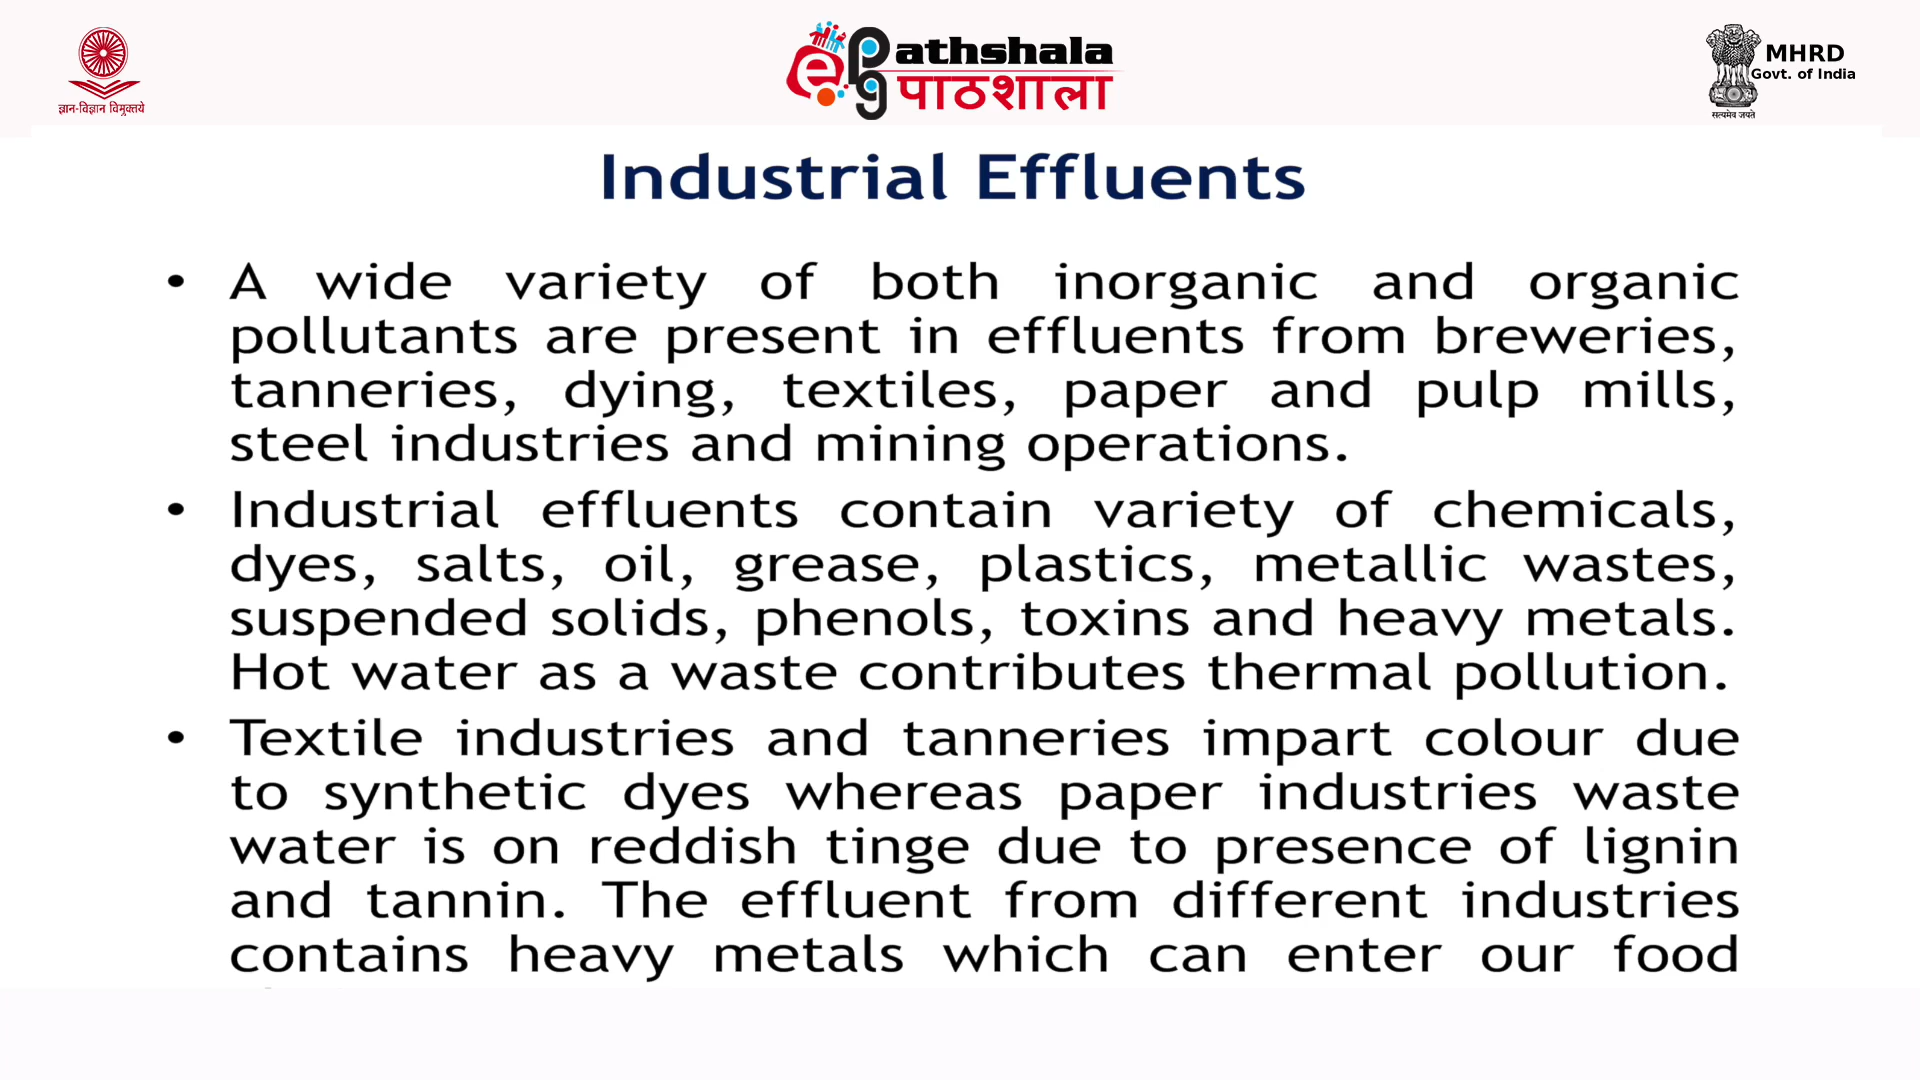 ज्ञान-विज्ञान विमुक्तये
ePathshala
पाठशाला
MHRD
Govt. of India
सत्यमेव जयते
Industrial Effluents
• A wide variety of both inorganic and organic
pollutants are present in effluents from breweries,
tanneries, dying, textiles, paper and pulp mills,
steel industries and mining operations.
• Industrial effluents contain variety of chemicals,
dyes, salts, oil, grease, plastics, metallic wastes,
suspended solids, phenols, toxins and heavy metals.
Hot water as a waste contributes thermal pollution.
• Textile industries and tanneries impart colour due
to synthetic dyes whereas paper industries waste
water is on reddish tinge due to presence of lignin
and tannin. The effluent from different industries
contains heavy metals which can enter our food